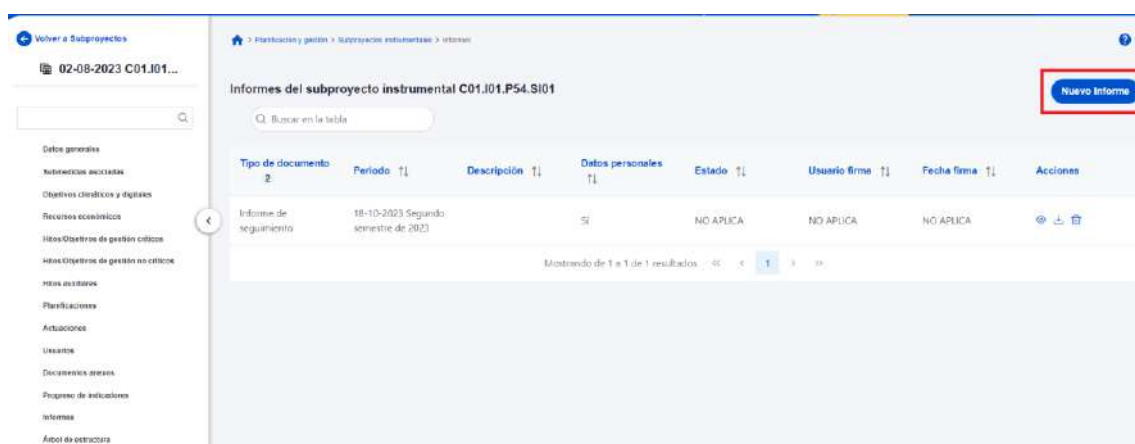 Volver a Subproyectos
> Planificación y gestión > Subproyectos instrumentales > Informes
02-08-2023 C01.I01...
Informes del subproyecto instrumental C01.I01.P54.SI01
Nuevo Informe
Buscar en la tabla
Datos generales
Submedidas asociadas
Objetivos climáticos y digitales
Recursos económicos
Hitos/Objetivos de gestión críticos
Hitos/Objetivos de gestión no críticos
Hitos auxiliares
Planificaciones
Actuaciones
Usuarios
Documentos anexos
Progreso de indicadores
Informes
Árbol de estructura
Tipo de documento Periodo Descripción Datos personales Estado Usuario firma Fecha firma Acciones
2
Informe de 18-10-2023 Segundo Sí NO APLICA NO APLICA NO APLICA
seguimiento semestre de 2023
Mostrando de 1 a 1 de 1 resultados << < 1 > >>